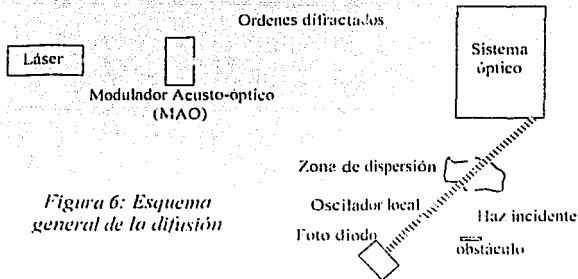 Ordenes difractados
Láser
Sistema
óptico
Modulador Acusto-óptico
(MAO)
Zona de dispersión
Oscilador local
Haz incidente
Foto diodo
obstáculo
Figura 6: Esquema
general de la difusión